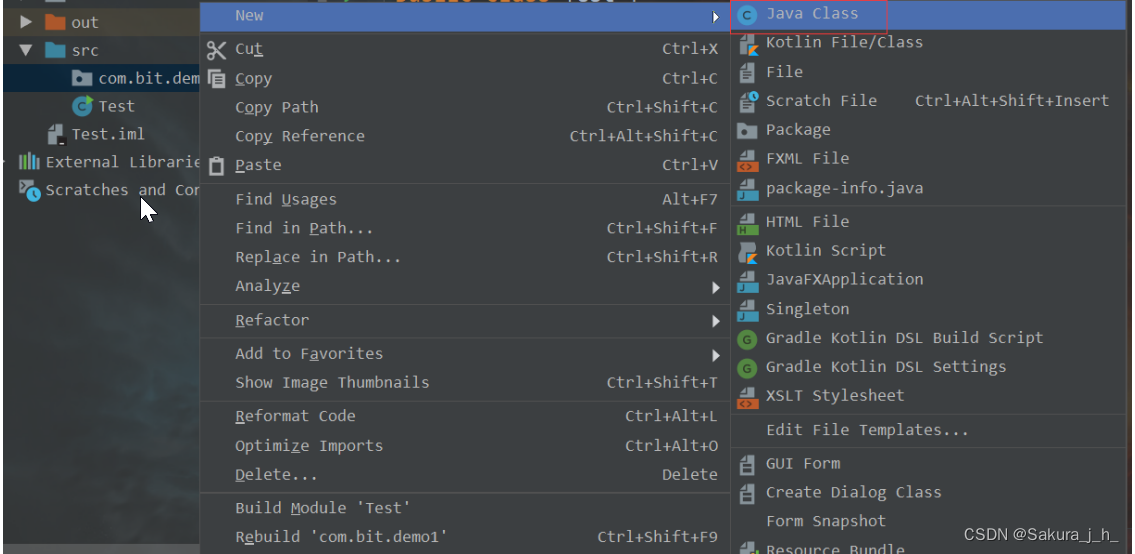 public class Test {
out
src
com.bit.dem
Test
Test.iml
External Librarie
Scratches and Con
New
Cut Ctrl+X
Copy Ctrl+C
Copy Path Ctrl+Shift+C
Copy Reference Ctrl+Alt+Shift+C
Paste Ctrl+V
Find Usages Alt+F7
Find in Path... Ctrl+Shift+F
Replace in Path... Ctrl+Shift+R
Analyze
Refactor
Add to Favorites
Show Image Thumbnails Ctrl+Shift+T
Reformat Code Ctrl+Alt+L
Optimize Imports Ctrl+Alt+O
Delete... Delete
Build Module 'Test'
Rebuild 'com.bit.demo1' Ctrl+Shift+F9
Java Class
Kotlin File/Class
File
Scratch File Ctrl+Alt+Shift+Insert
Package
FXML File
package-info.java
HTML File
Kotlin Script
JavaFXApplication
Singleton
Gradle Kotlin DSL Build Script
Gradle Kotlin DSL Settings
XSLT Stylesheet
Edit File Templates...
GUI Form
Create Dialog Class
Form Snapshot
Resource Bundle
CSDN @Sakura_j_h_